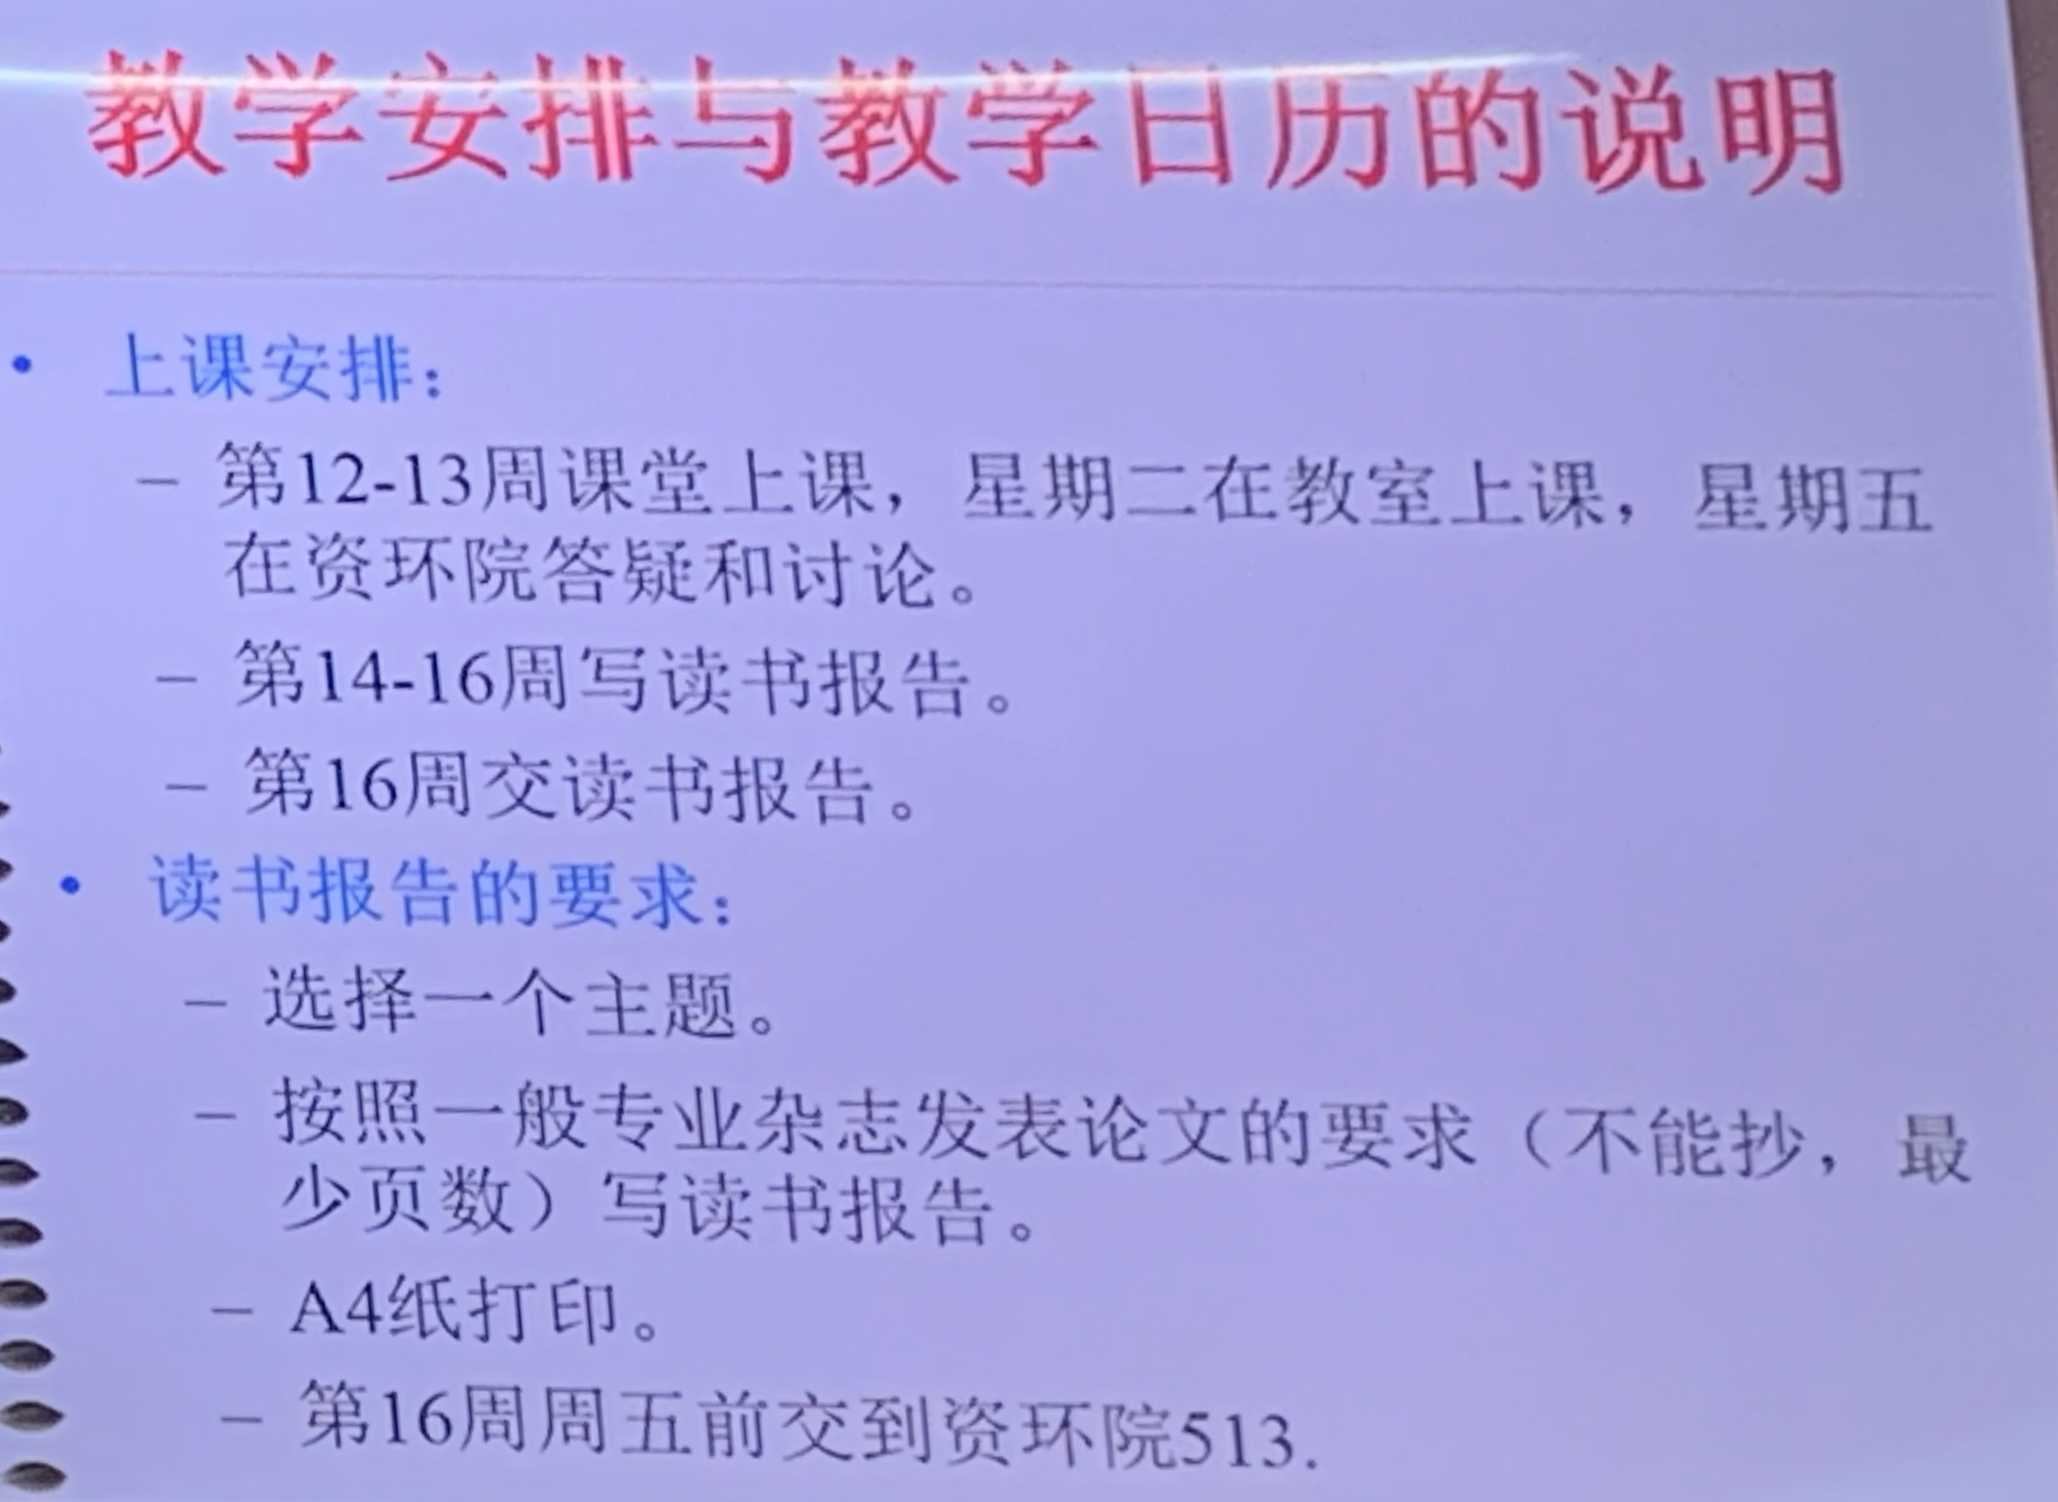 教学安排与教学日历的说明
• 上课安排：
– 第12-13周课堂上课，星期二在教室上课，星期五
在资环院答疑和讨论。
– 第14-16周写读书报告。
– 第16周交读书报告。
• 读书报告的要求：
– 选择一个主题。
– 按照一般专业杂志发表论文的要求（不能抄，最
少页数）写读书报告。
– A4纸打印。
– 第16周周五前交到资环院513.